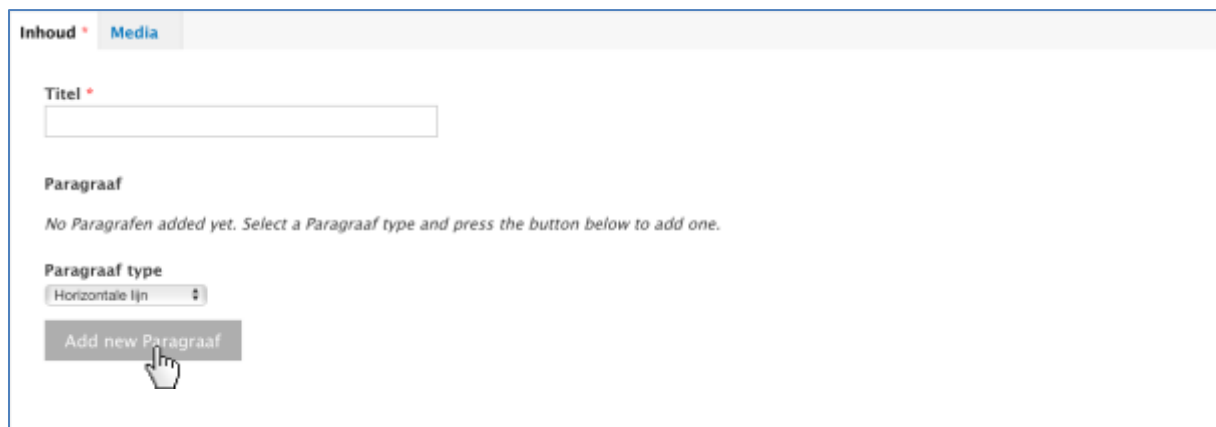 Inhoud * Media
Titel *
Paragraaf
No Paragrafen added yet. Select a Paragraaf type and press the button below to add one.
Paragraaf type
Horizontale lijn
Add new Paragraaf